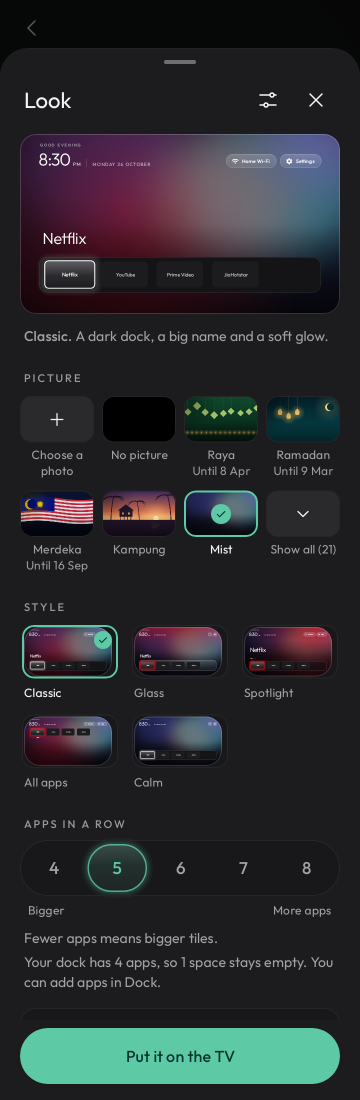 Look
GOOD EVENING
8:30 PM MONDAY 26 OCTOBER
Home Wi-Fi
Settings
Netflix
Netflix
YouTube
Prime Video
JioHotstar
Classic. A dark dock, a big name and a soft glow.
PICTURE
Choose a photo
No picture
Raya
Until 8 Apr
Ramadan
Until 9 Mar
Merdeka
Until 16 Sep
Kampung
Mist
Show all (21)
STYLE
Classic
Glass
Spotlight
All apps
Calm
APPS IN A ROW
4 5 6 7 8
Bigger
More apps
Fewer apps means bigger tiles.
Your dock has 4 apps, so 1 space stays empty. You
can add apps in Dock.
Put it on the TV